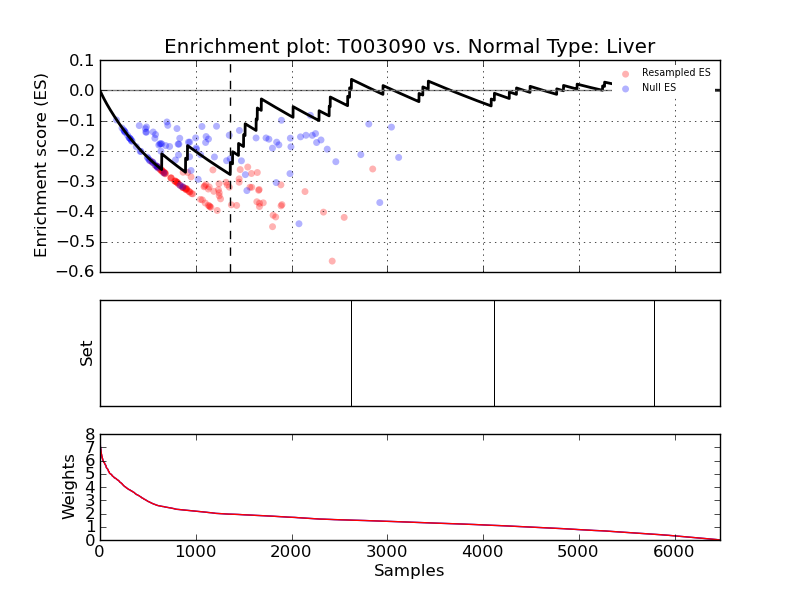 Enrichment plot: T003090 vs. Normal Type: Liver
Enrichment score (ES)
0.1
0.0
−0.1
−0.2
−0.3
−0.4
−0.5
−0.6
Resampled ES
Null ES
Set
Weights
8
7
6
5
4
3
2
1
0
0 1000 2000 3000 4000 5000 6000
Samples